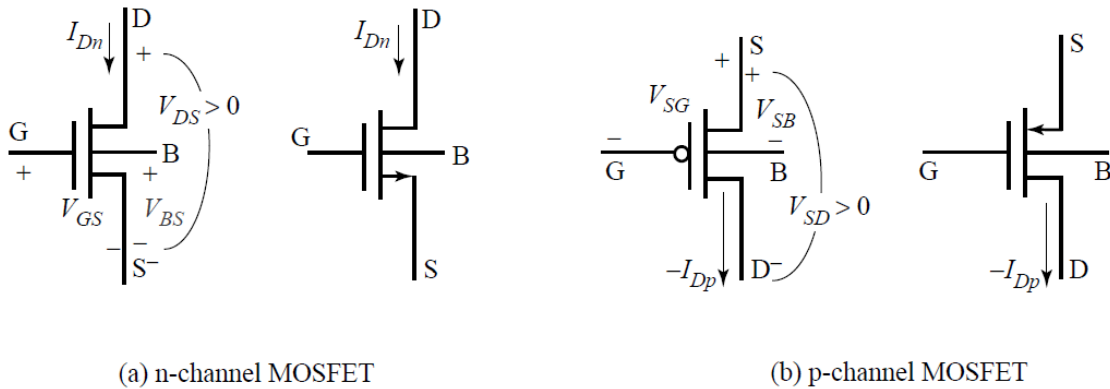 D
I_Dn
+
V_DS > 0
G
+
B
+
V_GS
V_BS
−
−
S−
D
I_Dn
G
B
S
S
+
+
V_SG
V_SB
−
−
G
B
V_SD > 0
D−
−I_Dp
S
G
B
−I_Dp
D
(a) n-channel MOSFET
(b) p-channel MOSFET